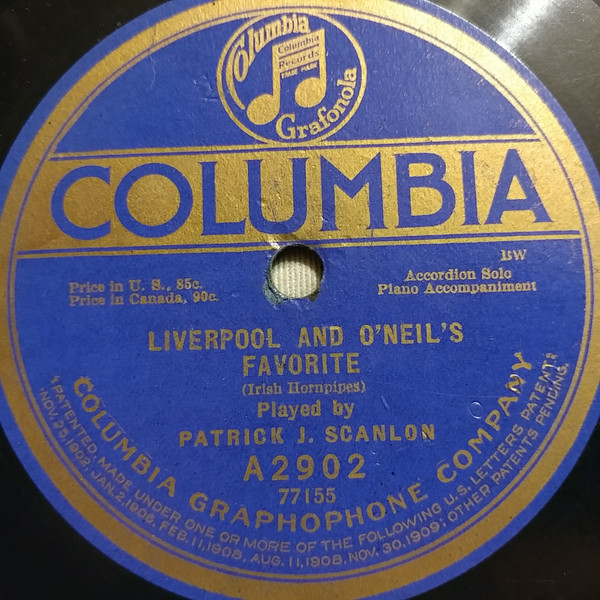 Columbia
Columbia
Records
TRADE MARK
Grafonola
COLUMBIA
BW
Price in U. S., 85c.
Price in Canada, 90c.
Accordion Solo
Piano Accompaniment
LIVERPOOL AND O'NEIL'S
FAVORITE
(Irish Hornpipes)
Played by
PATRICK J. SCANLON
A2902
77155
COLUMBIA GRAPHOPHONE COMPANY
PATENTED, MADE UNDER ONE OR MORE OF THE FOLLOWING U.S. LETTERS PATENT:
NOV. 25, 1902, JAN. 2, 1906, FEB. 11, 1908, AUG. 11, 1908, NOV. 30, 1909; OTHER PATENTS PENDING.